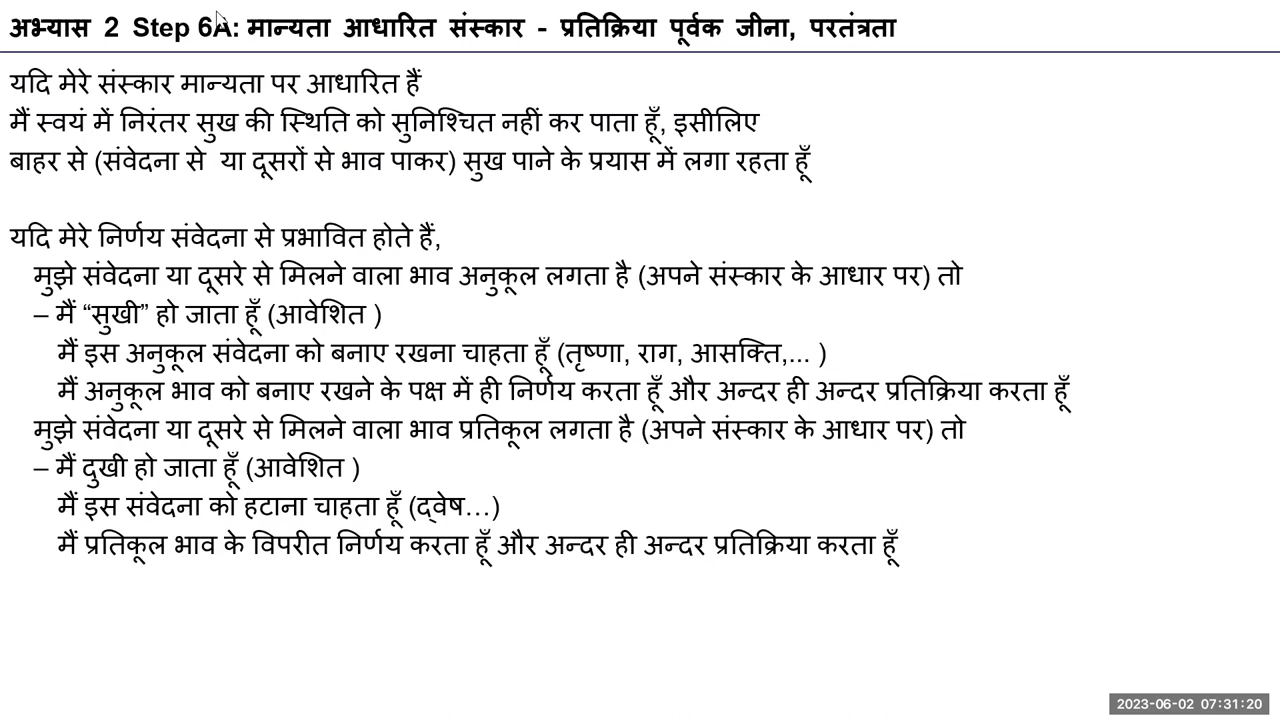 अभ्यास 2 Step 6A: मान्यता आधारित संस्कार - प्रतिक्रिया पूर्वक जीना, परतंत्रता
यदि मेरे संस्कार मान्यता पर आधारित हैं
मैं स्वयं में निरंतर सुख की स्थिति को सुनिश्चित नहीं कर पाता हूँ, इसीलिए
बाहर से (संवेदना से या दूसरों से भाव पाकर) सुख पाने के प्रयास में लगा रहता हूँ
यदि मेरे निर्णय संवेदना से प्रभावित होते हैं,
मुझे संवेदना या दूसरे से मिलने वाला भाव अनुकूल लगता है (अपने संस्कार के आधार पर) तो
– मैं “सुखी” हो जाता हूँ (आवेशित )
मैं इस अनुकूल संवेदना को बनाए रखना चाहता हूँ (तृष्णा, राग, आसक्ति,... )
मैं अनुकूल भाव को बनाए रखने के पक्ष में ही निर्णय करता हूँ और अन्दर ही अन्दर प्रतिक्रिया करता हूँ
मुझे संवेदना या दूसरे से मिलने वाला भाव प्रतिकूल लगता है (अपने संस्कार के आधार पर) तो
– मैं दुखी हो जाता हूँ (आवेशित )
मैं इस संवेदना को हटाना चाहता हूँ (द्वेष...)
मैं प्रतिकूल भाव के विपरीत निर्णय करता हूँ और अन्दर ही अन्दर प्रतिक्रिया करता हूँ
2023-06-02 07:31:20